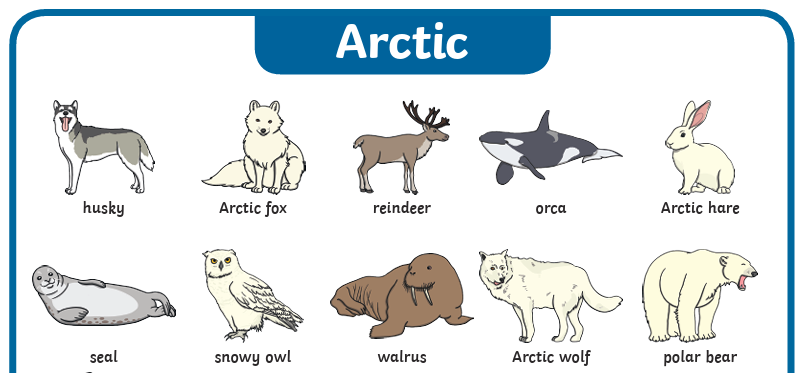 Arctic
husky Arctic fox reindeer orca Arctic hare
seal snowy owl walrus Arctic wolf polar bear